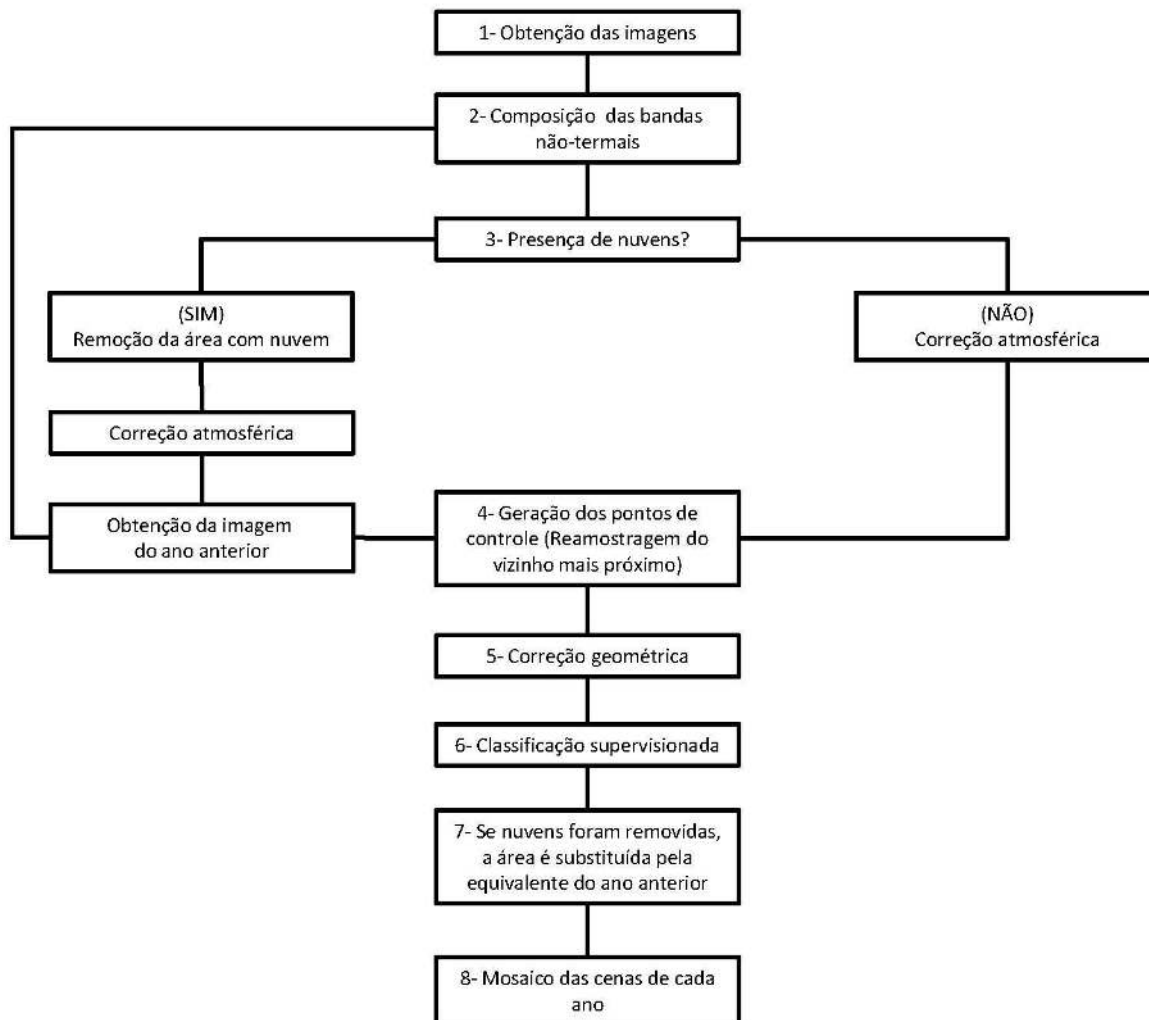 1- Obtenção das imagens
2- Composição das bandas
não-termais
3- Presença de nuvens?
(SIM)
Remoção da área com nuvem
(NÃO)
Correção atmosférica
Correção atmosférica
Obtenção da imagem
do ano anterior
4- Geração dos pontos de
controle (Reamostragem do
vizinho mais próximo)
5- Correção geométrica
6- Classificação supervisionada
7- Se nuvens foram removidas,
a área é substituída pela
equivalente do ano anterior
8- Mosaico das cenas de cada
ano